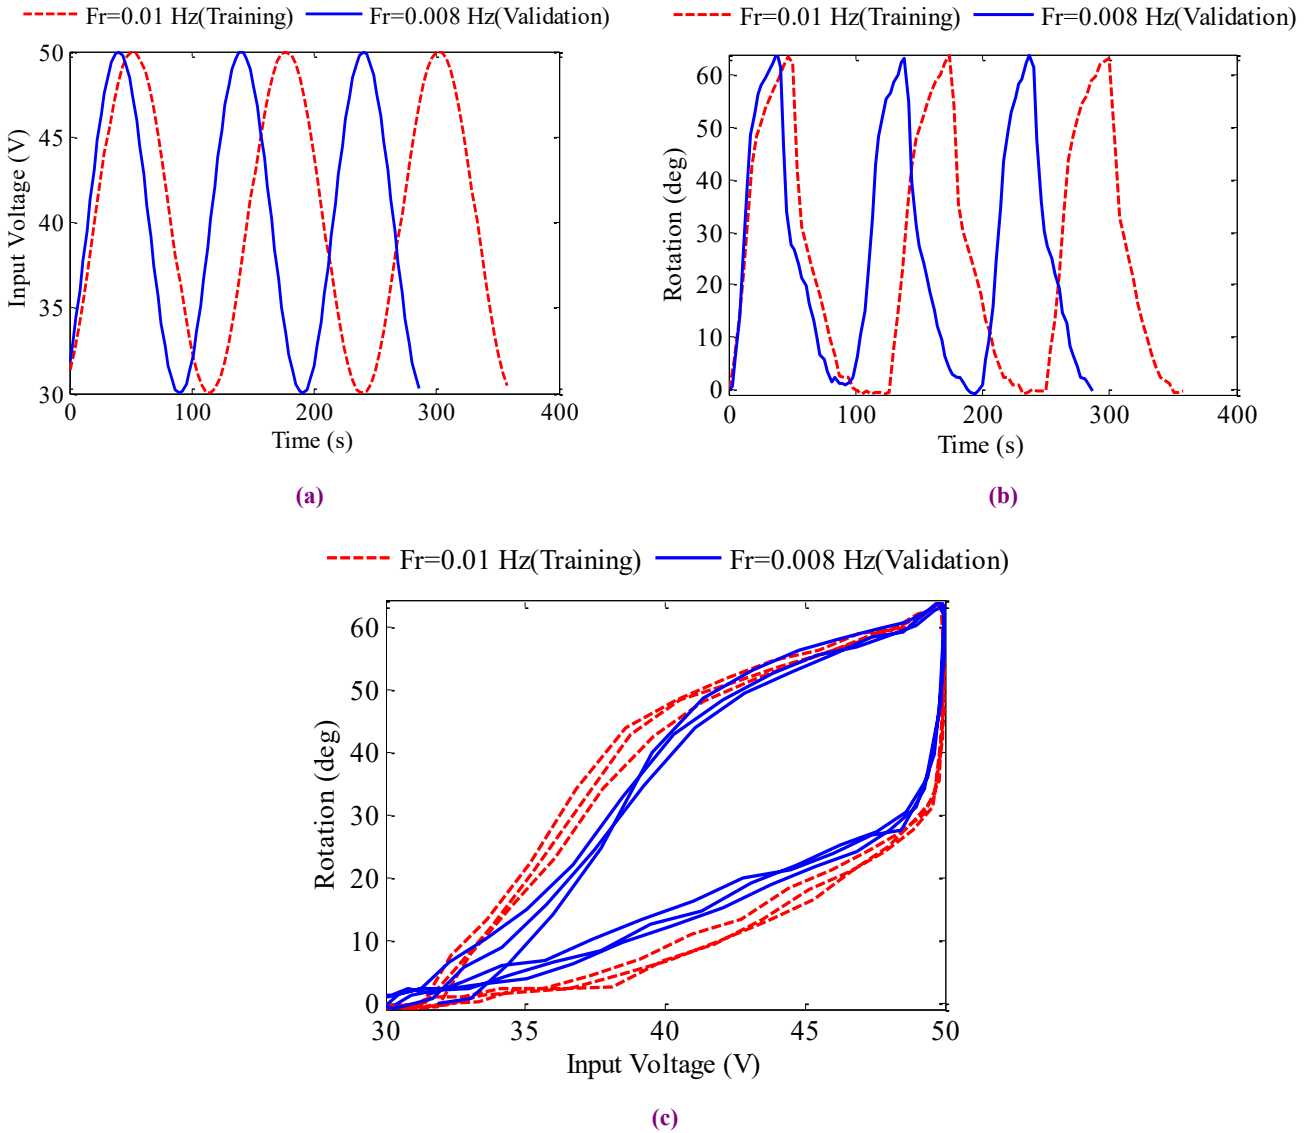 Fr=0.01 Hz(Training) Fr=0.008 Hz(Validation)
50
45
40
35
30
0 100 200 300 400
Input Voltage (V)
Time (s)
(a)
Fr=0.01 Hz(Training) Fr=0.008 Hz(Validation)
60
50
40
30
20
10
0
0 100 200 300 400
Rotation (deg)
Time (s)
(b)
Fr=0.01 Hz(Training) Fr=0.008 Hz(Validation)
60
50
40
30
20
10
0
30 35 40 45 50
Rotation (deg)
Input Voltage (V)
(c)